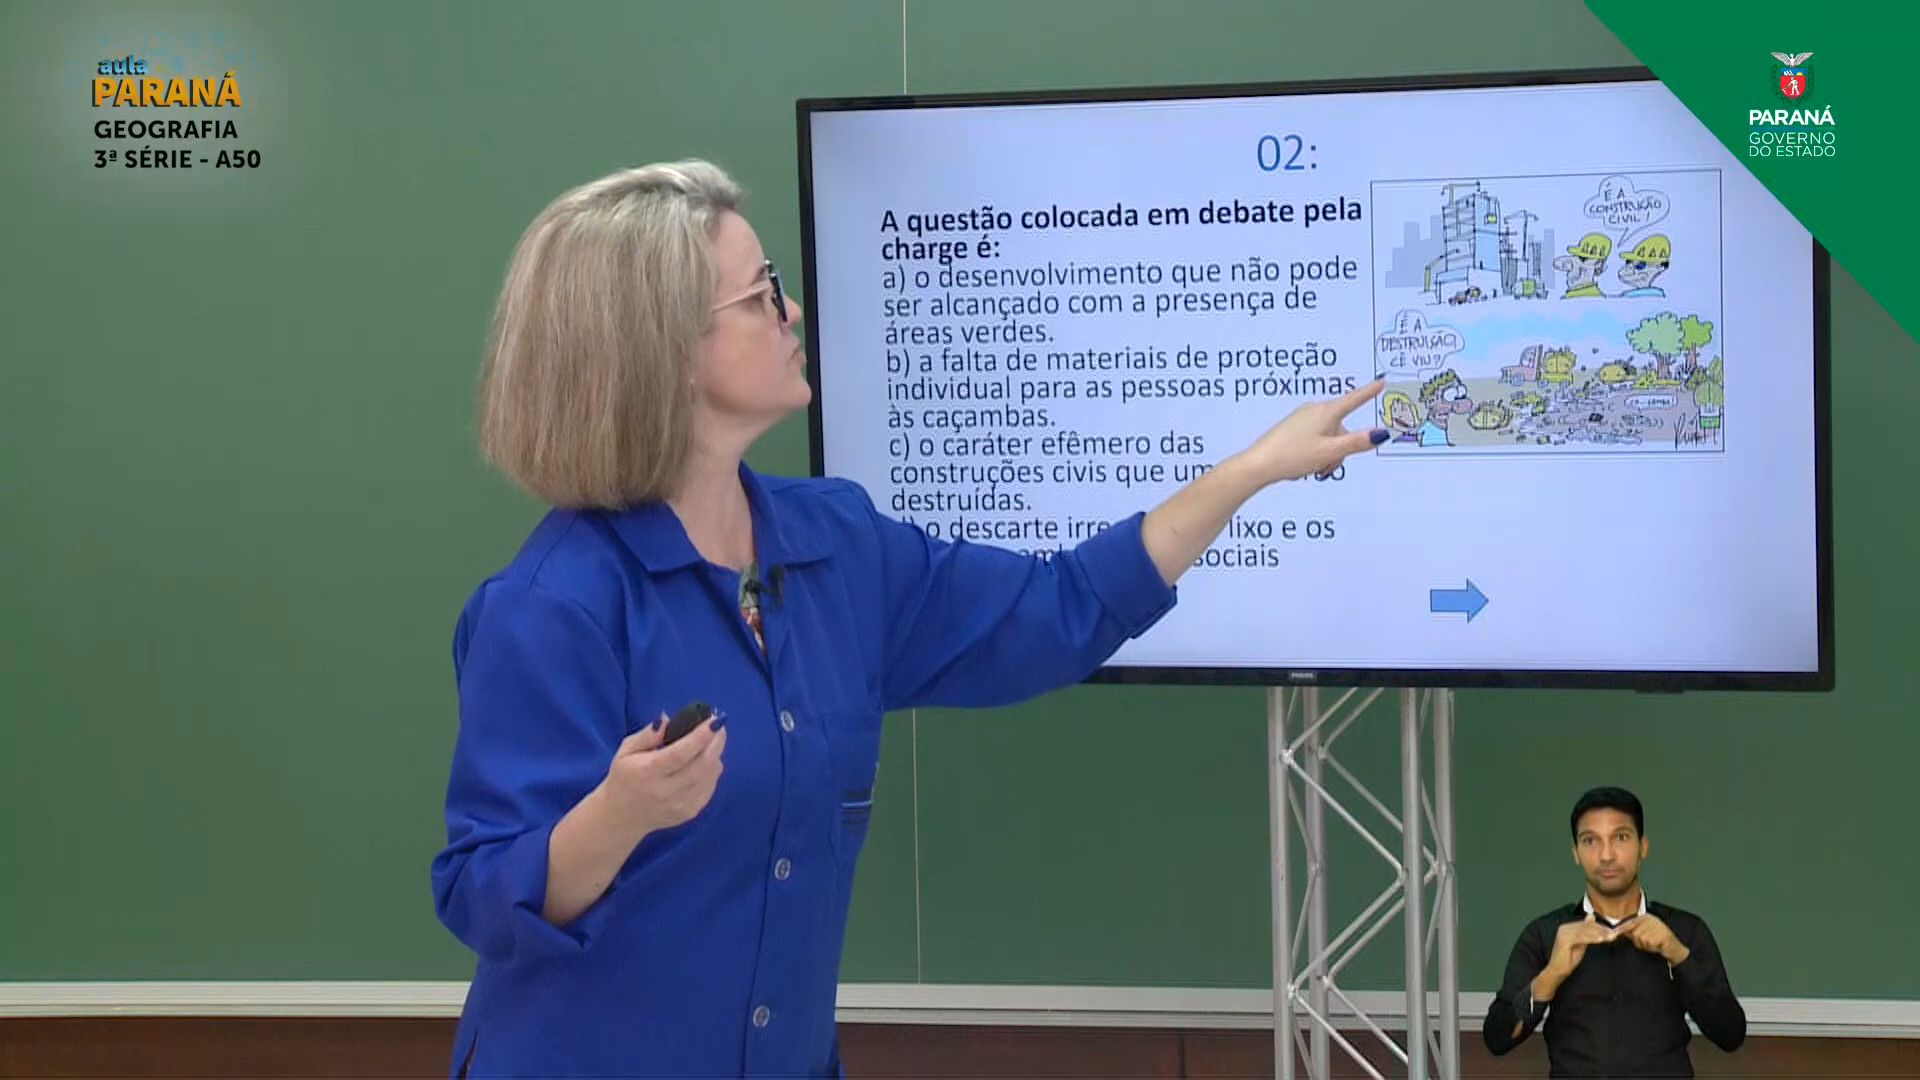 aula
PARANÁ
GEOGRAFIA
3ª SÉRIE - A50
PARANÁ
GOVERNO
DO ESTADO
02:
A questão colocada em debate pela
charge é:
a) o desenvolvimento que não pode
ser alcançado com a presença de
áreas verdes.
b) a falta de materiais de proteção
individual para as pessoas próximas
às caçambas.
c) o caráter efêmero das
construções civis que um
destruídas.
o descarte lixo e os
sociais
É A
CONSTRUÇÃO
CIVIL!
É A
DESTRUIÇÃO,
CÊ VIU?
PHILIPS